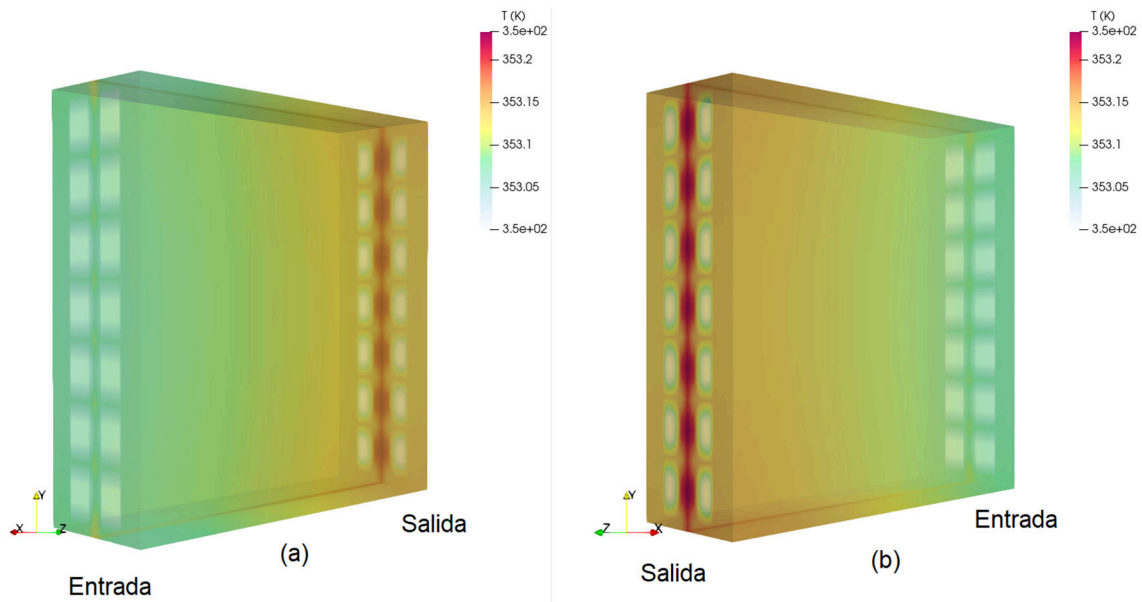 T (K)
3.5e+02
353.2
353.15
353.1
353.05
3.5e+02
Y
X
Z
Entrada
Salida
(a)
T (K)
3.5e+02
353.2
353.15
353.1
353.05
3.5e+02
Y
Z
X
Salida
Entrada
(b)